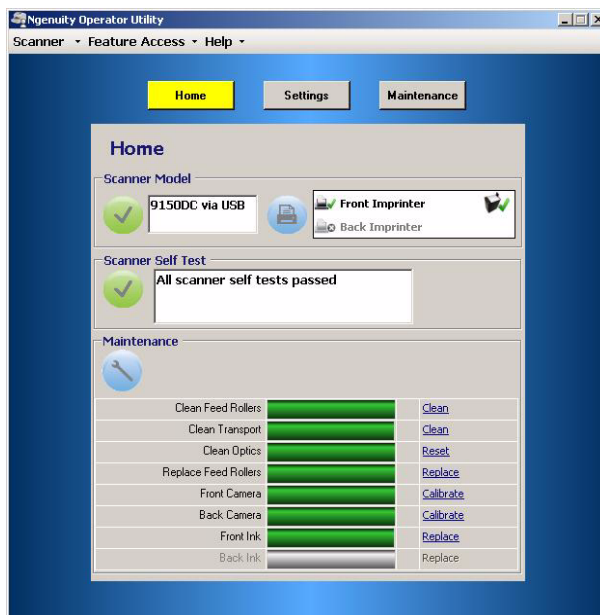 Ngenuity Operator Utility
Scanner Feature Access Help
Home Settings Maintenance
Home
Scanner Model
9150DC via USB
Front Imprinter
Back Imprinter
Scanner Self Test
All scanner self tests passed
Maintenance
Clean Feed Rollers Clean
Clean Transport Clean
Clean Optics Reset
Replace Feed Rollers Replace
Front Camera Calibrate
Back Camera Calibrate
Front Ink Replace
Back Ink Replace